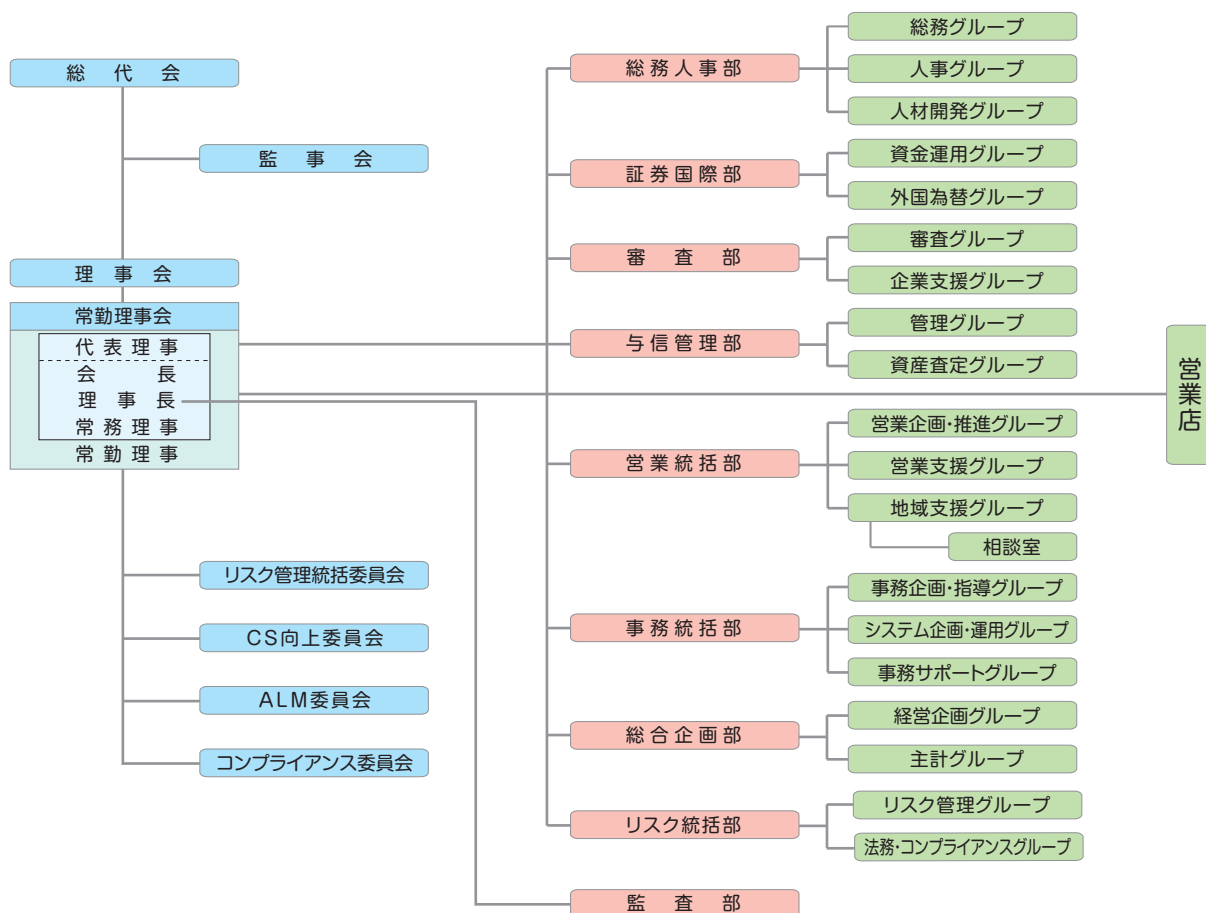 総代会
監事会
理事会
常勤理事会
代表理事
会長
理事長
常務理事
常勤理事
リスク管理統括委員会
CS向上委員会
ALM委員会
コンプライアンス委員会
総務人事部
総務グループ
人事グループ
人材開発グループ
証券国際部
資金運用グループ
外国為替グループ
審査部
審査グループ
企業支援グループ
与信管理部
管理グループ
資産査定グループ
営業統括部
営業企画・推進グループ
営業支援グループ
地域支援グループ
相談室
事務統括部
事務企画・指導グループ
システム企画・運用グループ
事務サポートグループ
総合企画部
経営企画グループ
主計グループ
リスク統括部
リスク管理グループ
法務・コンプライアンスグループ
監査部
営業店